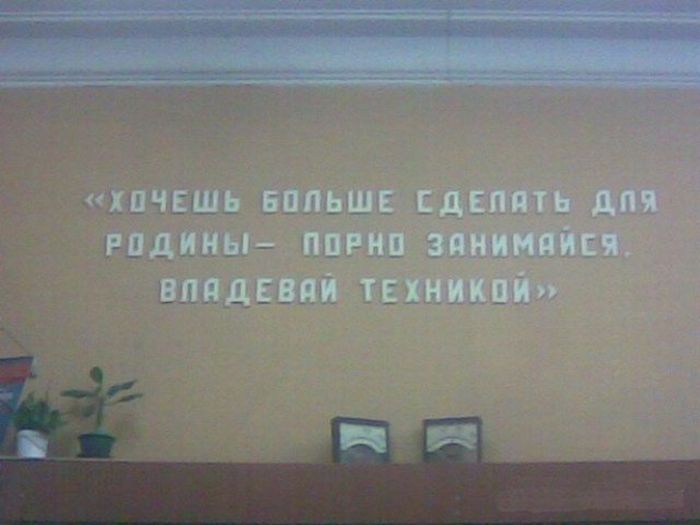 «ХОЧЕШЬ БОЛЬШЕ СДЕЛАТЬ ДЛЯ
РОДИНЫ— ПОРНО ЗАНИМАЙСЯ.
ВЛАДЕВАЙ ТЕХНИКОЙ»